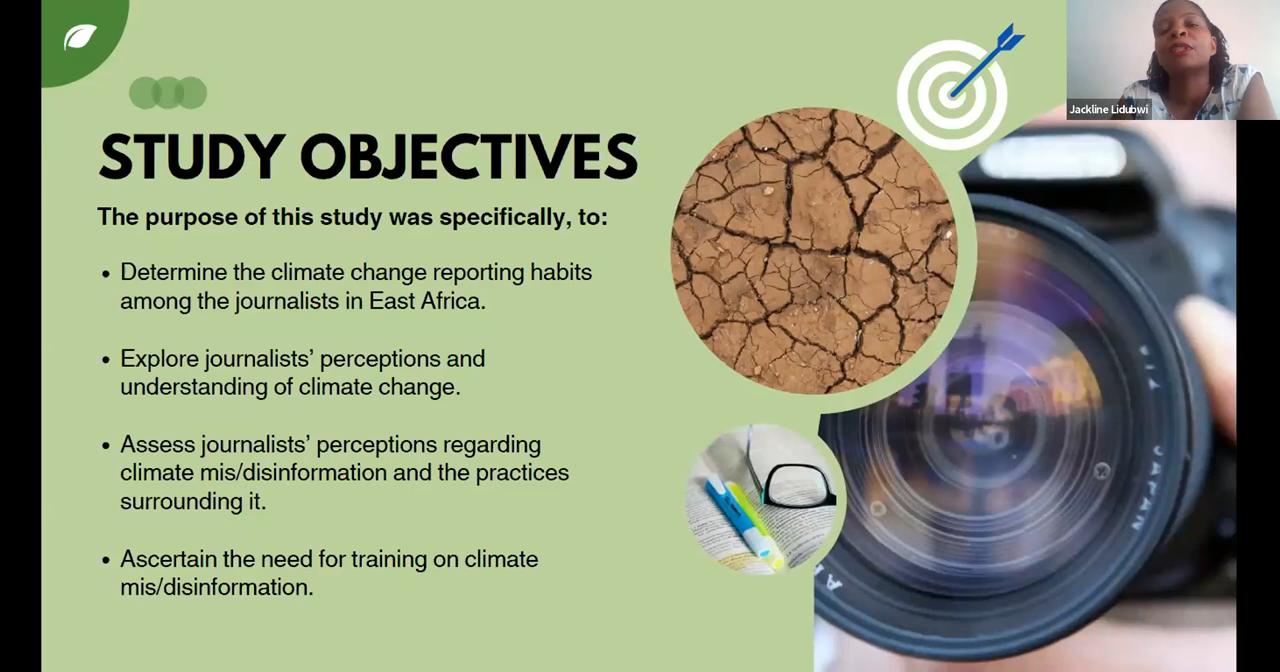 STUDY OBJECTIVES
The purpose of this study was specifically, to:
• Determine the climate change reporting habits
among the journalists in East Africa.
• Explore journalists’ perceptions and
understanding of climate change.
• Assess journalists’ perceptions regarding
climate mis/disinformation and the practices
surrounding it.
• Ascertain the need for training on climate
mis/disinformation.
Jackline Lidubwi
JAPAN